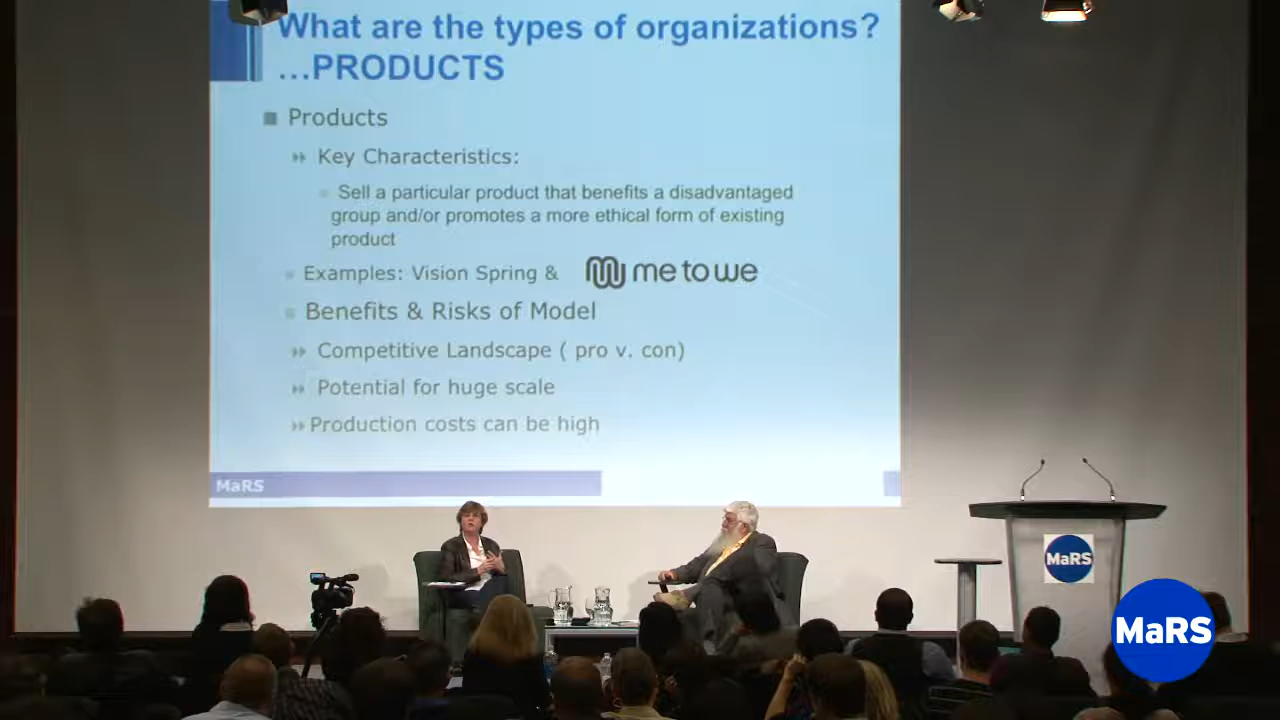 What are the types of organizations?
...PRODUCTS
Products
Key Characteristics:
Sell a particular product that benefits a disadvantaged
group and/or promotes a more ethical form of existing
product
Examples: Vision Spring & me to we
Benefits & Risks of Model
Competitive Landscape ( pro v. con)
Potential for huge scale
Production costs can be high
MaRS
MaRS
MaRS